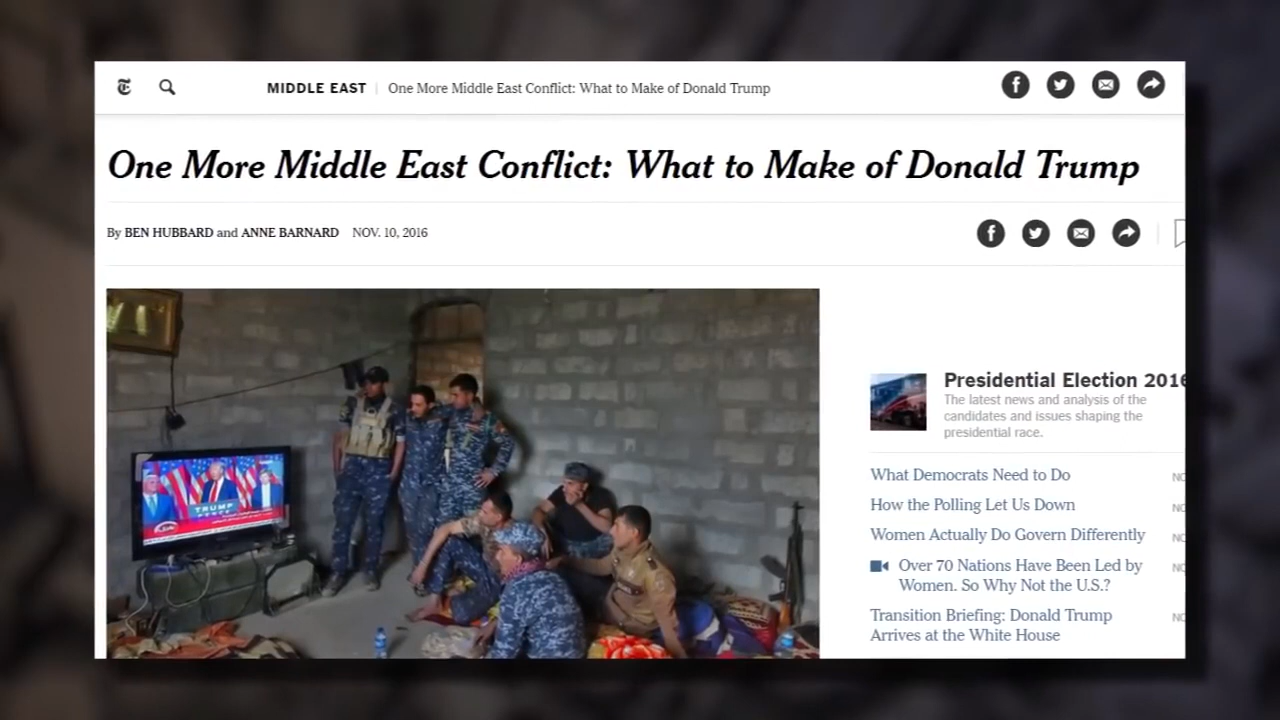 MIDDLE EAST | One More Middle East Conflict: What to Make of Donald Trump
One More Middle East Conflict: What to Make of Donald Trump
By BEN HUBBARD and ANNE BARNARD NOV. 10, 2016
TRUMP
PENCE
Presidential Election 2016
The latest news and analysis of the
candidates and issues shaping the
presidential race.
What Democrats Need to Do
How the Polling Let Us Down
Women Actually Do Govern Differently
Over 70 Nations Have Been Led by
Women. So Why Not the U.S.?
Transition Briefing: Donald Trump
Arrives at the White House